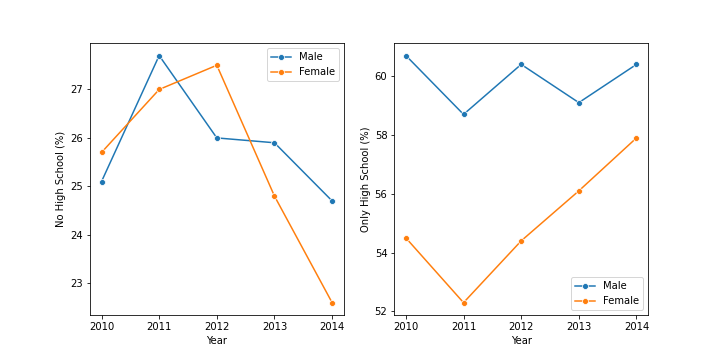 No High School (%)
27
26
25
24
23
Male
Female
2010 2011 2012 2013 2014
Year
Only High School (%)
60
58
56
54
52
Male
Female
2010 2011 2012 2013 2014
Year